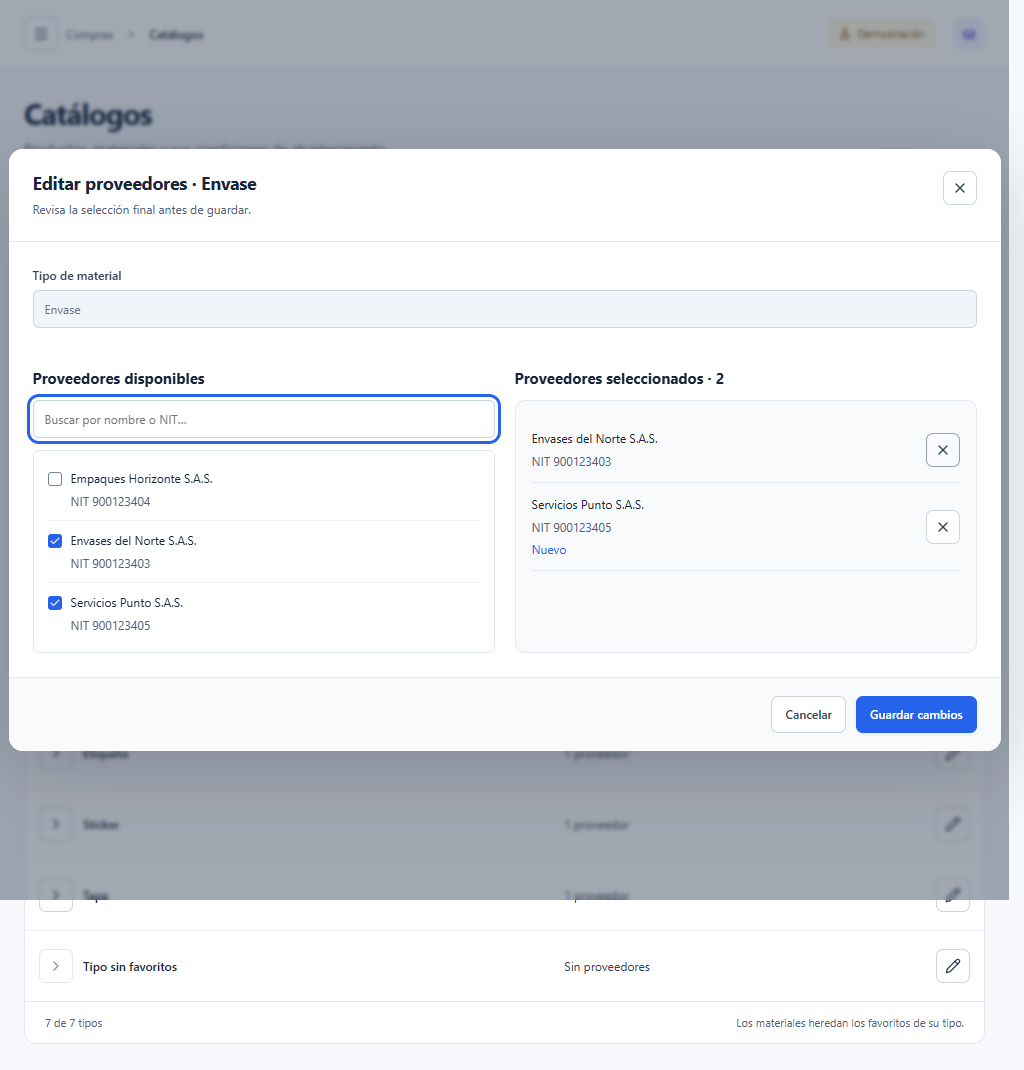 Compras
Catálogos
Demostración
Catálogos
Editar proveedores · Envase
Revisa la selección final antes de guardar.
Tipo de material
Envase
Proveedores disponibles
Buscar por nombre o NIT...
Empaques Horizonte S.A.S.
NIT 900123404
Envases del Norte S.A.S.
NIT 900123403
Servicios Punto S.A.S.
NIT 900123405
Proveedores seleccionados · 2
Envases del Norte S.A.S.
NIT 900123403
Servicios Punto S.A.S.
NIT 900123405
Nuevo
Cancelar
Guardar cambios
Etiqueta
1 proveedor
Sticker
1 proveedor
Tapa
1 proveedor
Tipo sin favoritos
Sin proveedores
7 de 7 tipos
Los materiales heredan los favoritos de su tipo.